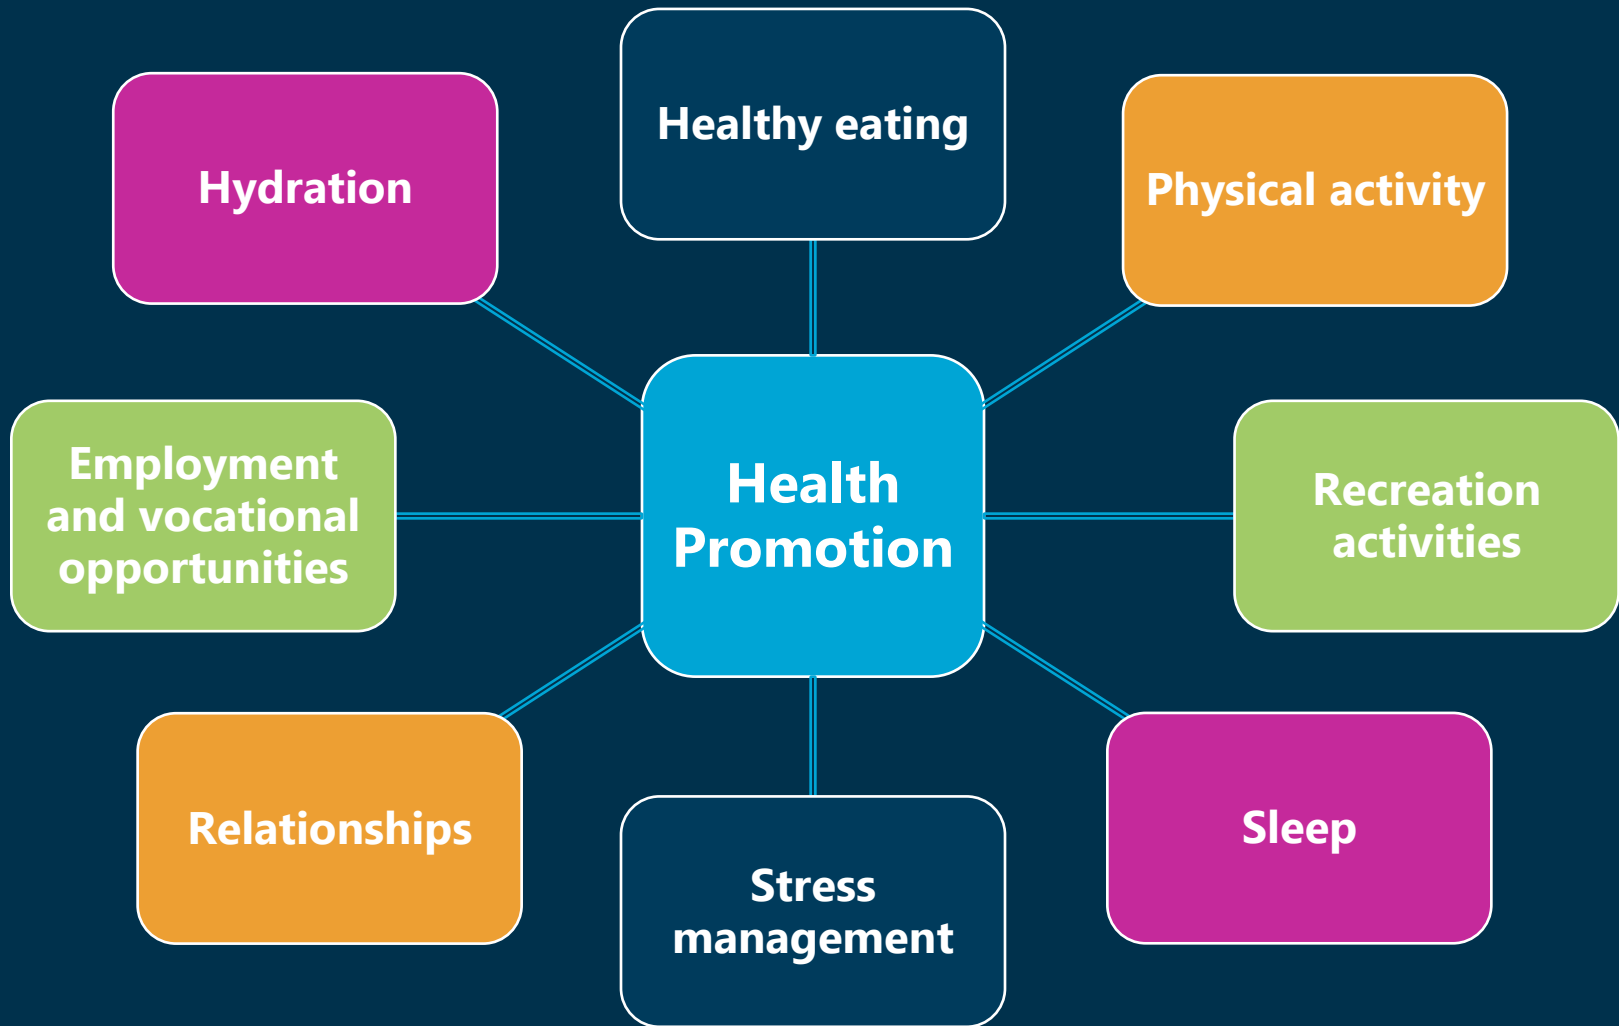 Healthy eating
Hydration
Physical activity
Employment
and vocational
opportunities
Health
Promotion
Recreation
activities
Relationships
Sleep
Stress
management